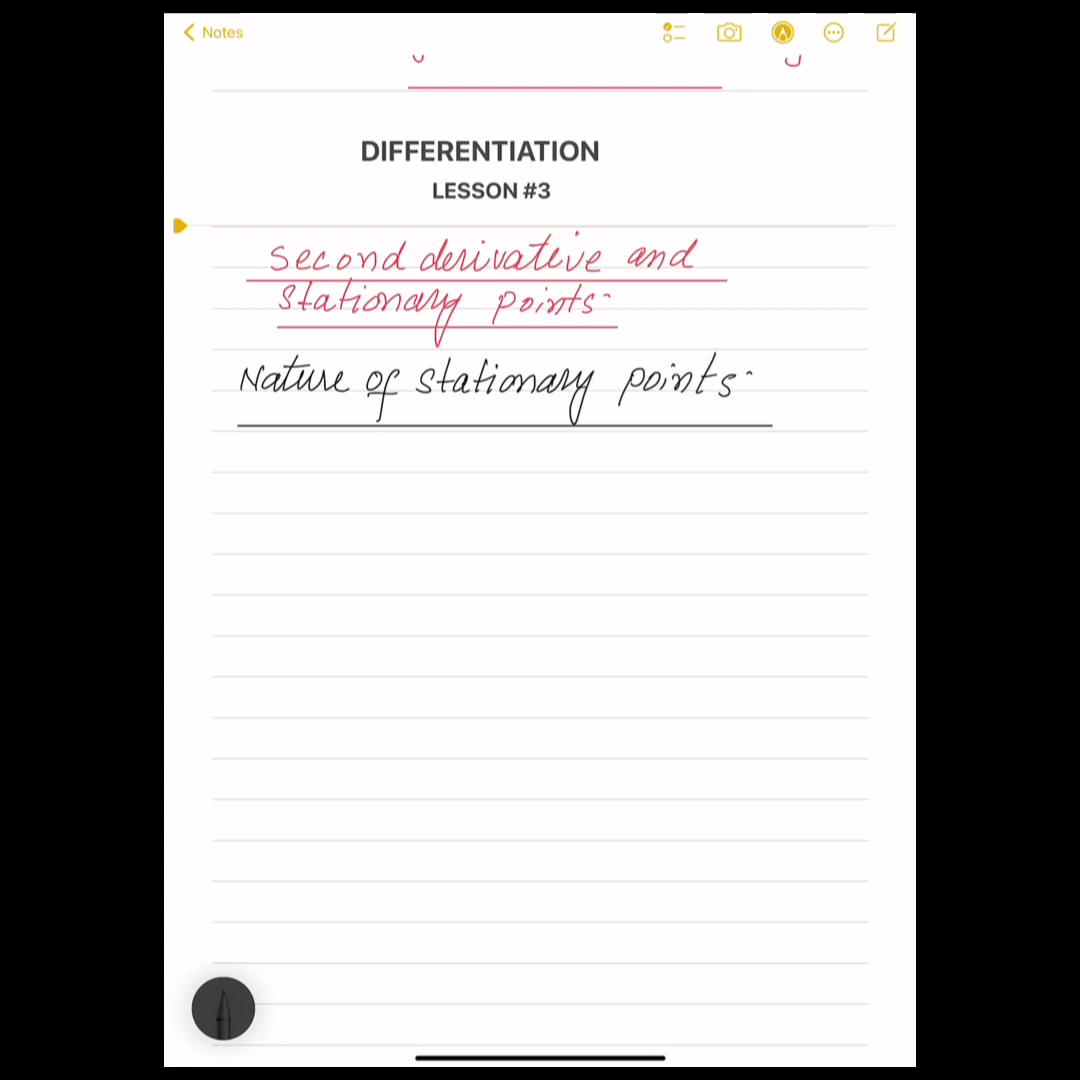 Notes
DIFFERENTIATION
LESSON #3
Second derivative and
Stationary points:
Nature of stationary points: